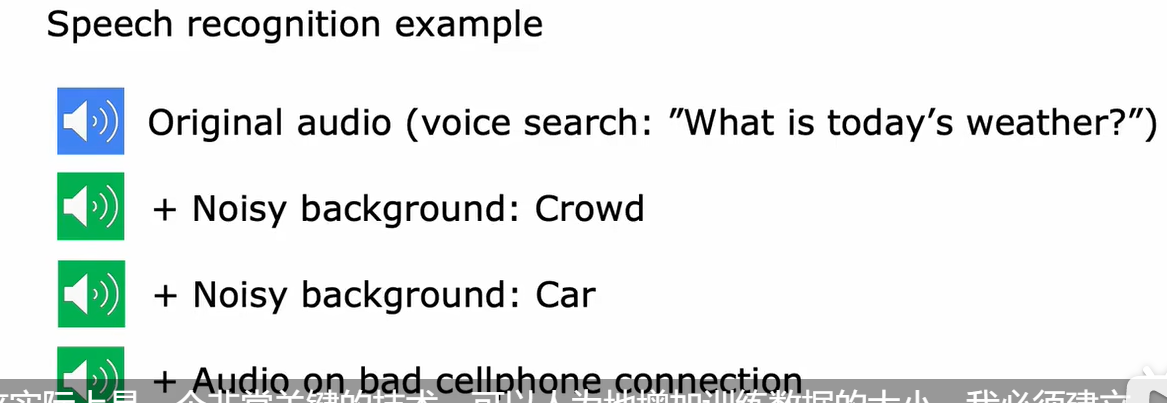 Speech recognition example
Original audio (voice search: ”What is today’s weather?”)
+ Noisy background: Crowd
+ Noisy background: Car
+ Audio on bad cellphone connection
实际上是一个非常关键的技术，可以人为地增加训练数据的大小，我必须建立